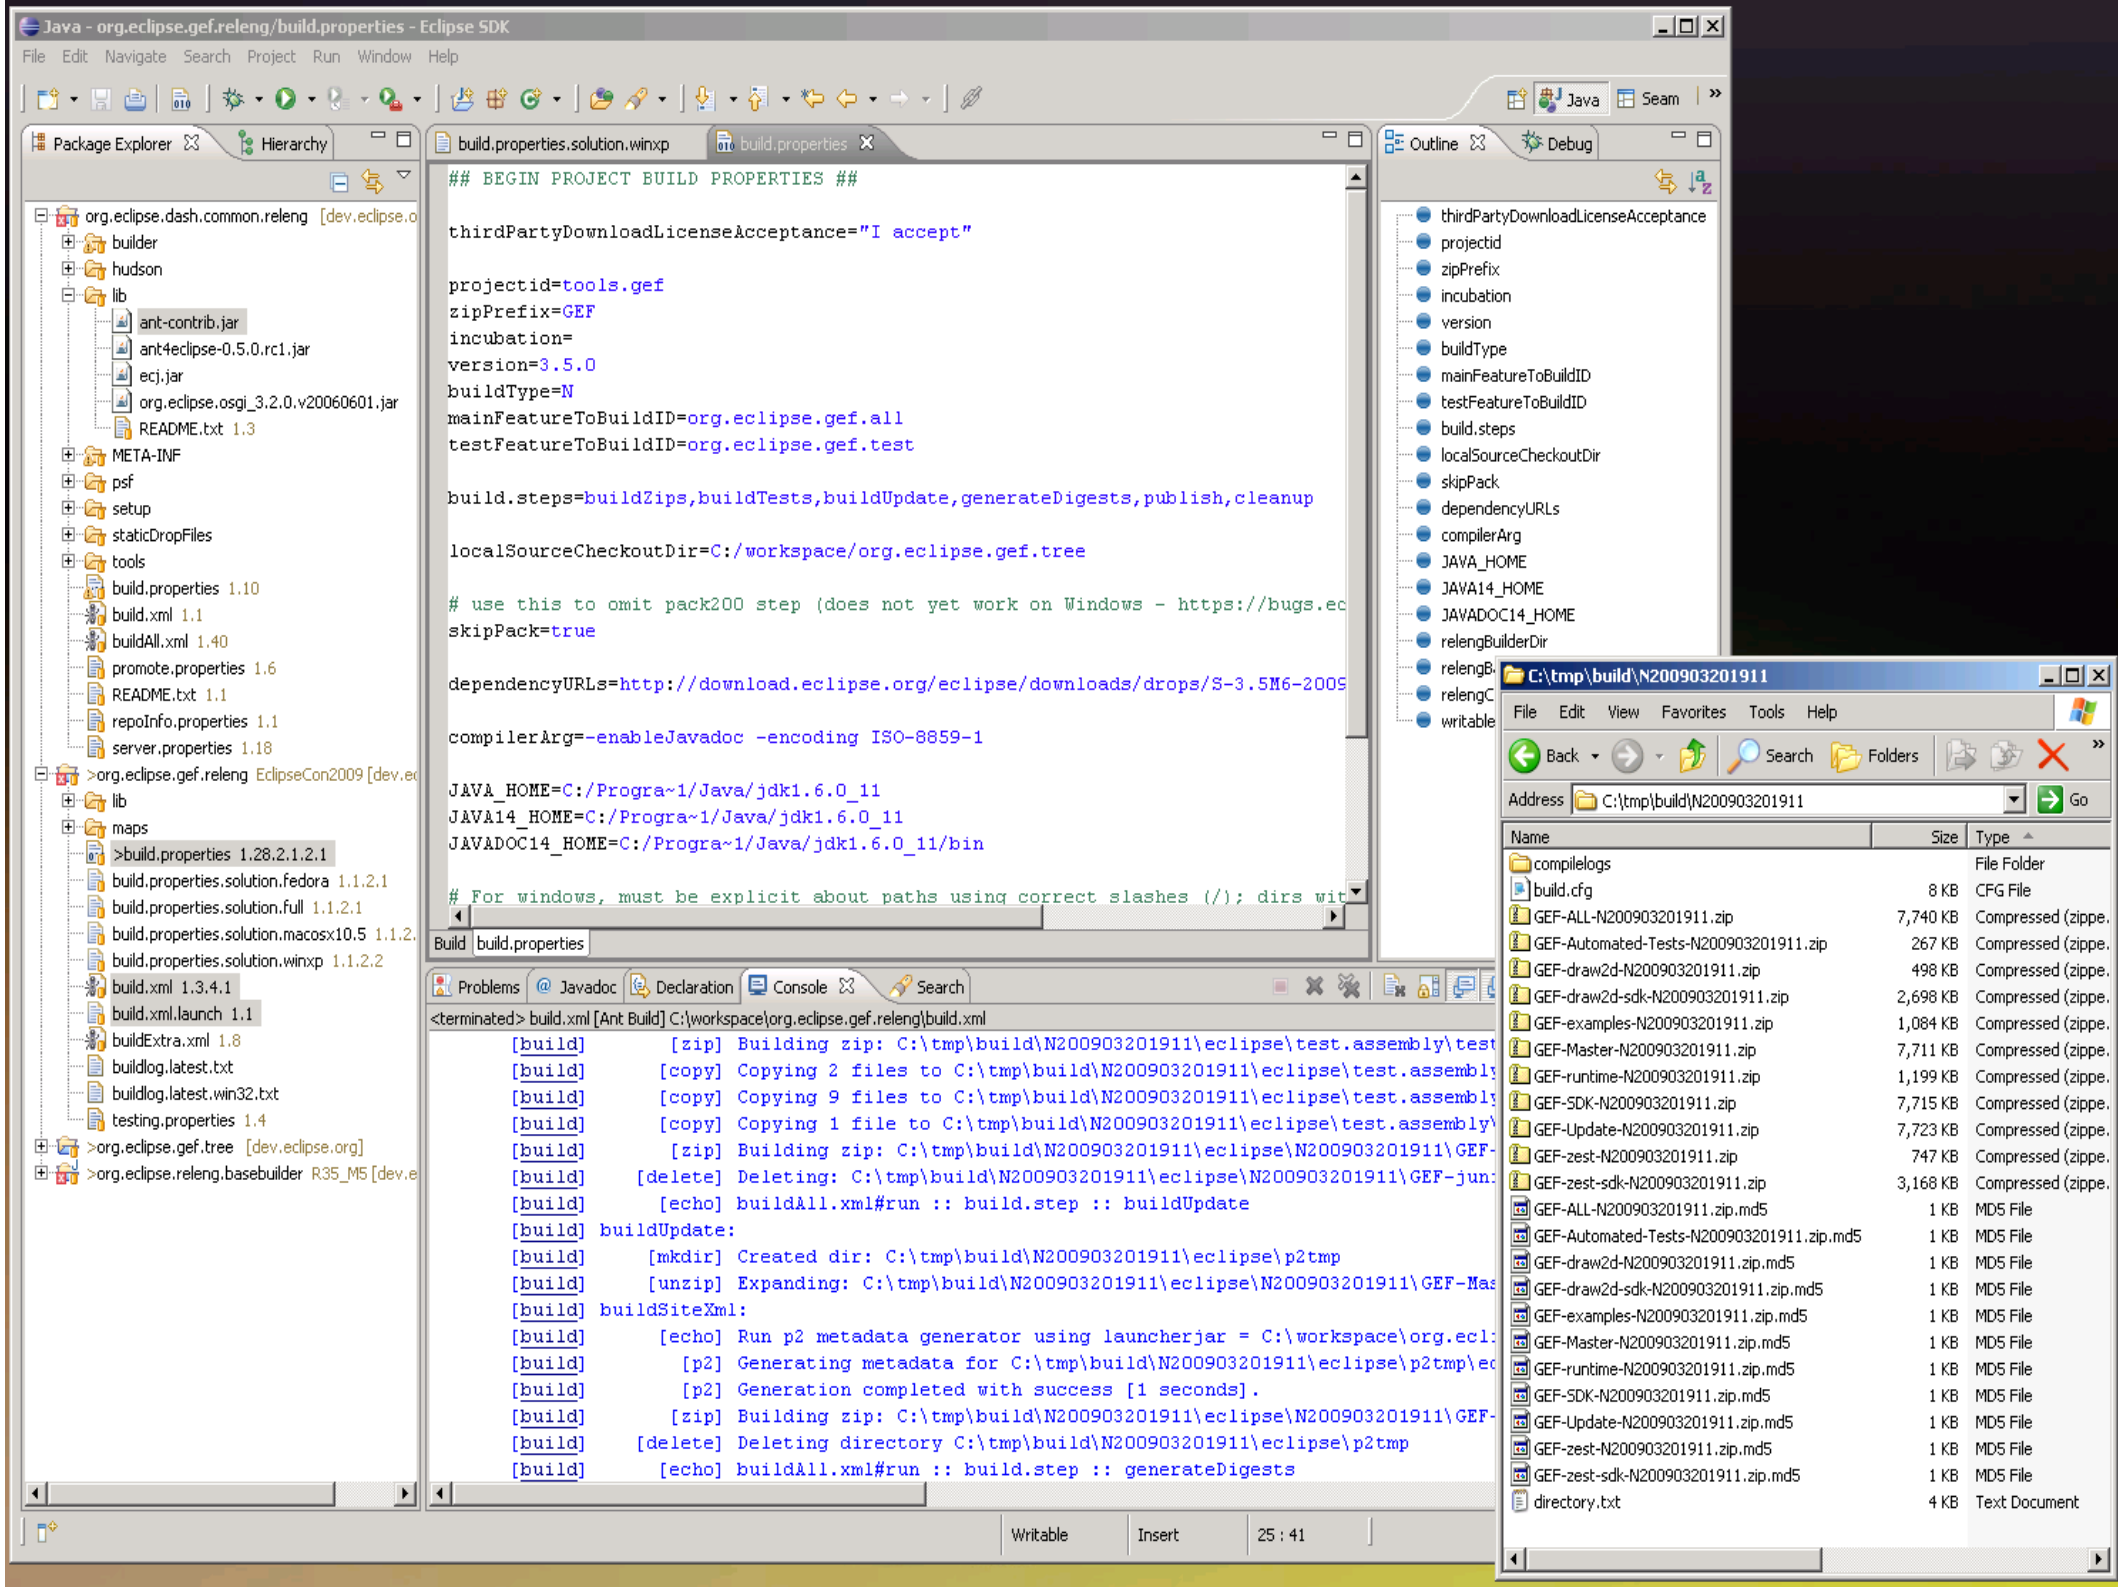 Java - org.eclipse.gef.releng/build.properties - Eclipse SDK
File Edit Navigate Search Project Run Window Help
Java Seam »
Package Explorer Hierarchy
org.eclipse.dash.common.releng [dev.eclipse.o
builder
hudson
lib
ant-contrib.jar
ant4eclipse-0.5.0.rc1.jar
ecj.jar
org.eclipse.osgi_3.2.0.v20060601.jar
README.txt 1.3
META-INF
psf
setup
staticDropFiles
tools
build.properties 1.10
build.xml 1.1
buildAll.xml 1.40
promote.properties 1.6
README.txt 1.1
repoInfo.properties 1.1
server.properties 1.18
>org.eclipse.gef.releng EclipseCon2009 [dev.ec
lib
maps
>build.properties 1.28.2.1.2.1
build.properties.solution.fedora 1.1.2.1
build.properties.solution.full 1.1.2.1
build.properties.solution.macosx10.5 1.1.2.
build.properties.solution.winxp 1.1.2.2
build.xml 1.3.4.1
build.xml.launch 1.1
buildExtra.xml 1.8
buildlog.latest.txt
buildlog.latest.win32.txt
testing.properties 1.4
>org.eclipse.gef.tree [dev.eclipse.org]
>org.eclipse.releng.basebuilder R35_M5 [dev.e
build.properties.solution.winxp build.properties
## BEGIN PROJECT BUILD PROPERTIES ##
thirdPartyDownloadLicenseAcceptance="I accept"
projectid=tools.gef
zipPrefix=GEF
incubation=
version=3.5.0
buildType=N
mainFeatureToBuildID=org.eclipse.gef.all
testFeatureToBuildID=org.eclipse.gef.test
build.steps=buildZips,buildTests,buildUpdate,generateDigests,publish,cleanup
localSourceCheckoutDir=C:/workspace/org.eclipse.gef.tree
# use this to omit pack200 step (does not yet work on Windows - https://bugs.ec
skipPack=true
dependencyURLs=http://download.eclipse.org/eclipse/downloads/drops/S-3.5M6-2009
compilerArg=-enableJavadoc -encoding ISO-8859-1
JAVA_HOME=C:/Progra~1/Java/jdk1.6.0_11
JAVA14_HOME=C:/Progra~1/Java/jdk1.6.0_11
JAVADOC14_HOME=C:/Progra~1/Java/jdk1.6.0_11/bin
# For windows, must be explicit about paths using correct slashes (/); dirs wit
Build build.properties
Outline Debug
thirdPartyDownloadLicenseAcceptance
projectid
zipPrefix
incubation
version
buildType
mainFeatureToBuildID
testFeatureToBuildID
build.steps
localSourceCheckoutDir
skipPack
dependencyURLs
compilerArg
JAVA_HOME
JAVA14_HOME
JAVADOC14_HOME
relengBuilderDir
relengB
relengC
writable
Problems @ Javadoc Declaration Console Search
<terminated> build.xml [Ant Build] C:\workspace\org.eclipse.gef.releng\build.xml
[build] [zip] Building zip: C:\tmp\build\N200903201911\eclipse\test.assembly\test
[build] [copy] Copying 2 files to C:\tmp\build\N200903201911\eclipse\test.assembly
[build] [copy] Copying 9 files to C:\tmp\build\N200903201911\eclipse\test.assembl
[build] [copy] Copying 1 file to C:\tmp\build\N200903201911\eclipse\test.assembly\
[build] [zip] Building zip: C:\tmp\build\N200903201911\eclipse\N200903201911\GEF-
[build] [delete] Deleting: C:\tmp\build\N200903201911\eclipse\N200903201911\GEF-jun
[build] [echo] buildAll.xml#run :: build.step :: buildUpdate
[build] buildUpdate:
[build] [mkdir] Created dir: C:\tmp\build\N200903201911\eclipse\p2tmp
[build] [unzip] Expanding: C:\tmp\build\N200903201911\eclipse\N200903201911\GEF-Mas
[build] buildSiteXml:
[build] [echo] Run p2 metadata generator using launcherjar = C:\workspace\org.ecl
[build] [p2] Generating metadata for C:\tmp\build\N200903201911\eclipse\p2tmp\ec
[build] [p2] Generation completed with success [1 seconds].
[build] [zip] Building zip: C:\tmp\build\N200903201911\eclipse\N200903201911\GEF-
[build] [delete] Deleting directory C:\tmp\build\N200903201911\eclipse\p2tmp
[build] [echo] buildAll.xml#run :: build.step :: generateDigests
Writable Insert 25 : 41
C:\tmp\build\N200903201911
File Edit View Favorites Tools Help
Back Search Folders »
Address C:\tmp\build\N200903201911 Go
Name Size Type
compilelogs File Folder
build.cfg 8 KB CFG File
GEF-ALL-N200903201911.zip 7,740 KB Compressed (zippe.
GEF-Automated-Tests-N200903201911.zip 267 KB Compressed (zippe.
GEF-draw2d-N200903201911.zip 498 KB Compressed (zippe.
GEF-draw2d-sdk-N200903201911.zip 2,698 KB Compressed (zippe.
GEF-examples-N200903201911.zip 1,084 KB Compressed (zippe.
GEF-Master-N200903201911.zip 7,711 KB Compressed (zippe.
GEF-runtime-N200903201911.zip 1,199 KB Compressed (zippe.
GEF-SDK-N200903201911.zip 7,715 KB Compressed (zippe.
GEF-Update-N200903201911.zip 7,723 KB Compressed (zippe.
GEF-zest-N200903201911.zip 747 KB Compressed (zippe.
GEF-zest-sdk-N200903201911.zip 3,168 KB Compressed (zippe.
GEF-ALL-N200903201911.zip.md5 1 KB MD5 File
GEF-Automated-Tests-N200903201911.zip.md5 1 KB MD5 File
GEF-draw2d-N200903201911.zip.md5 1 KB MD5 File
GEF-draw2d-sdk-N200903201911.zip.md5 1 KB MD5 File
GEF-examples-N200903201911.zip.md5 1 KB MD5 File
GEF-Master-N200903201911.zip.md5 1 KB MD5 File
GEF-runtime-N200903201911.zip.md5 1 KB MD5 File
GEF-SDK-N200903201911.zip.md5 1 KB MD5 File
GEF-Update-N200903201911.zip.md5 1 KB MD5 File
GEF-zest-N200903201911.zip.md5 1 KB MD5 File
GEF-zest-sdk-N200903201911.zip.md5 1 KB MD5 File
directory.txt 4 KB Text Document